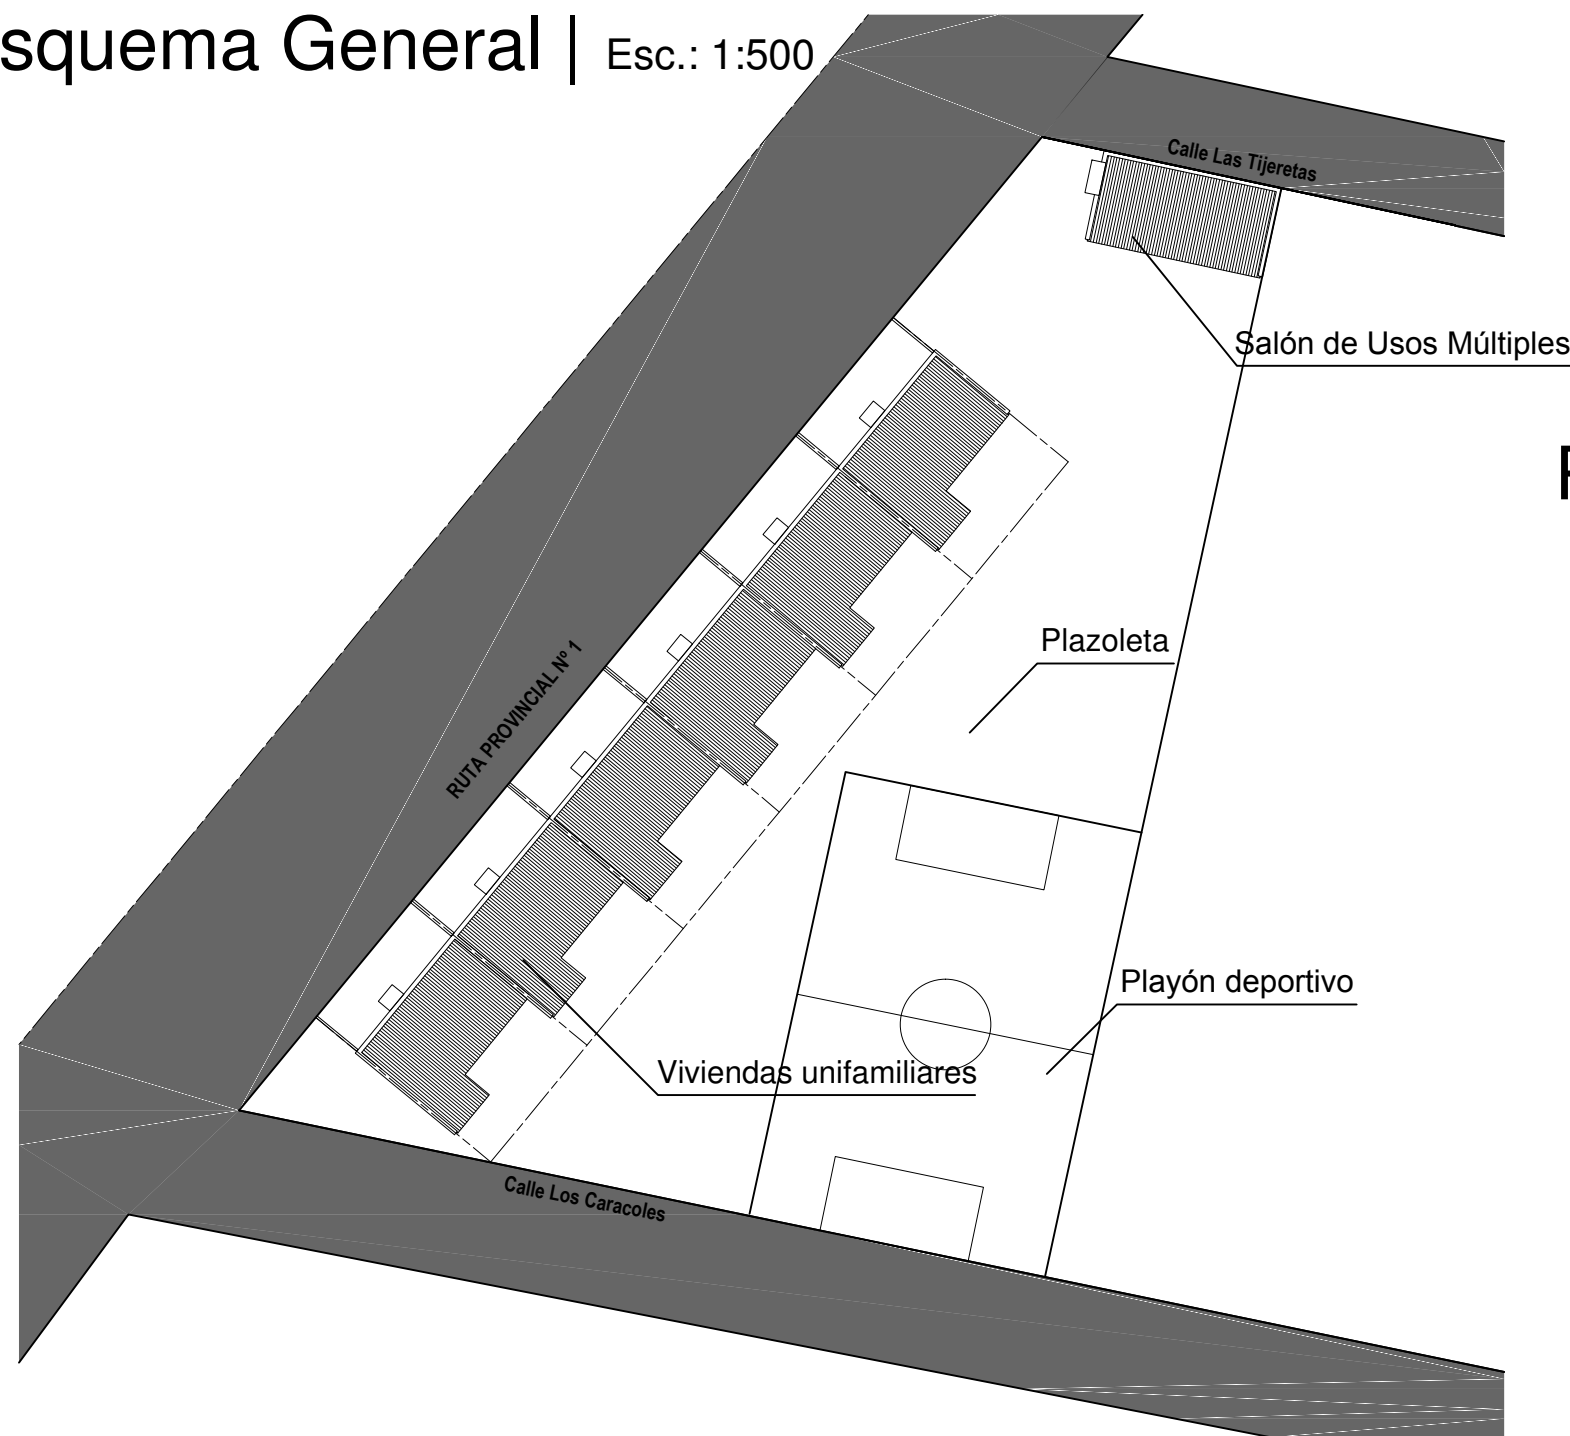 squema General | Esc.: 1:500
Calle Las Tijeretas
Salón de Usos Múltiples
Plazoleta
RUTA PROVINCIAL Nº 1
Playón deportivo
Viviendas unifamiliares
Calle Los Caracoles